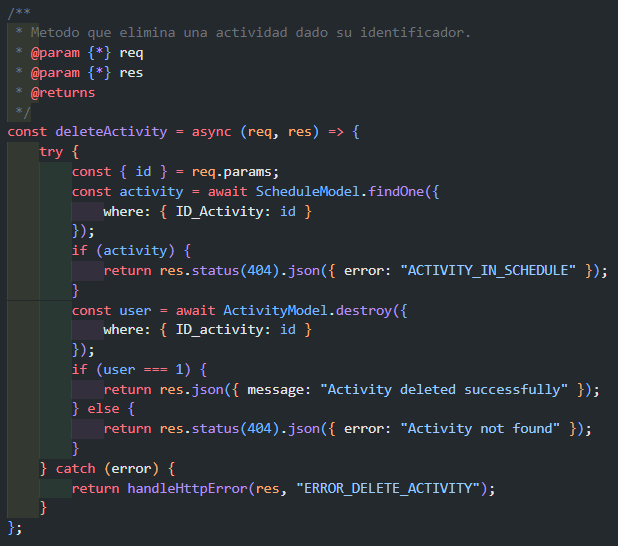 /**
 * Metodo que elimina una actividad dado su identificador.
 * @param {*} req
 * @param {*} res
 * @returns
 */
const deleteActivity = async (req, res) => {
    try {
        const { id } = req.params;
        const activity = await ScheduleModel.findOne({
            where: { ID_Activity: id }
        });
        if (activity) {
            return res.status(404).json({ error: "ACTIVITY_IN_SCHEDULE" });
        }
        const user = await ActivityModel.destroy({
            where: { ID_activity: id }
        });
        if (user === 1) {
            return res.json({ message: "Activity deleted successfully" });
        } else {
            return res.status(404).json({ error: "Activity not found" });
        }
    } catch (error) {
        return handleHttpError(res, "ERROR_DELETE_ACTIVITY");
    }
};